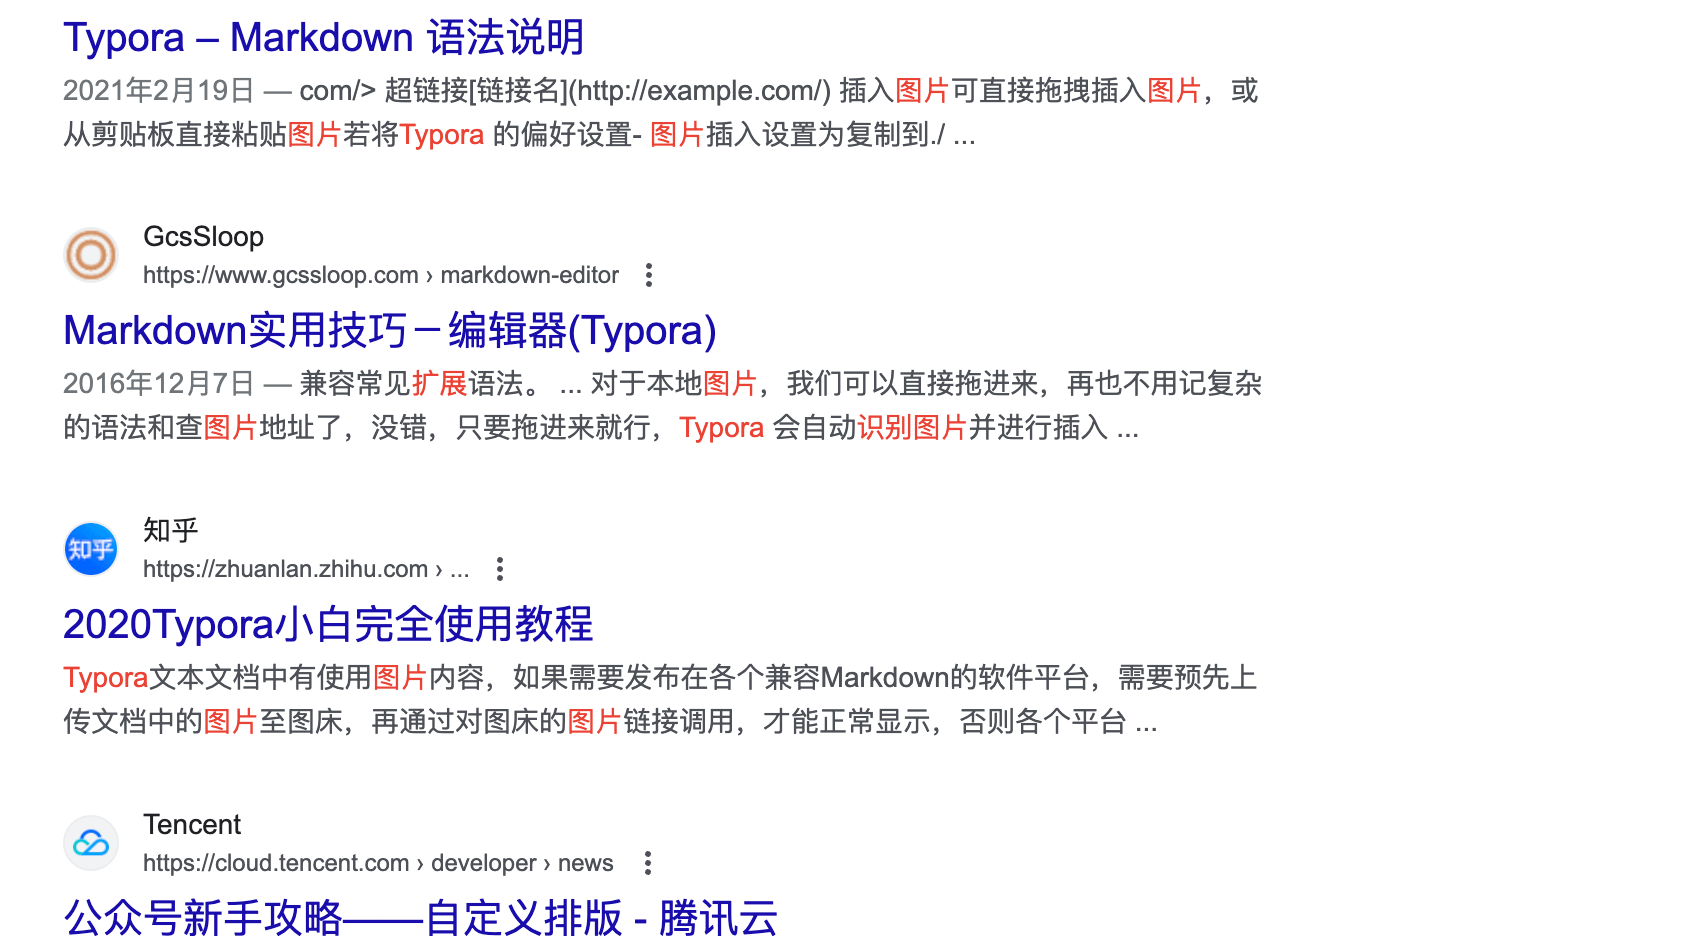 Typora – Markdown 语法说明
2021年2月19日 — com/> 超链接[链接名](http://example.com/) 插入图片可直接拖拽插入图片，或
从剪贴板直接粘贴图片若将Typora 的偏好设置- 图片插入设置为复制到./ ...
GcsSloop
https://www.gcssloop.com › markdown-editor
Markdown实用技巧－编辑器(Typora)
2016年12月7日 — 兼容常见扩展语法。 ... 对于本地图片，我们可以直接拖进来，再也不用记复杂
的语法和查图片地址了，没错，只要拖进来就行，Typora 会自动识别图片并进行插入 ...
知乎
知乎
https://zhuanlan.zhihu.com › ...
2020Typora小白完全使用教程
Typora文本文档中有使用图片内容，如果需要发布在各个兼容Markdown的软件平台，需要预先上
传文档中的图片至图床，再通过对图床的图片链接调用，才能正常显示，否则各个平台 ...
Tencent
https://cloud.tencent.com › developer › news
公众号新手攻略——自定义排版 - 腾讯云